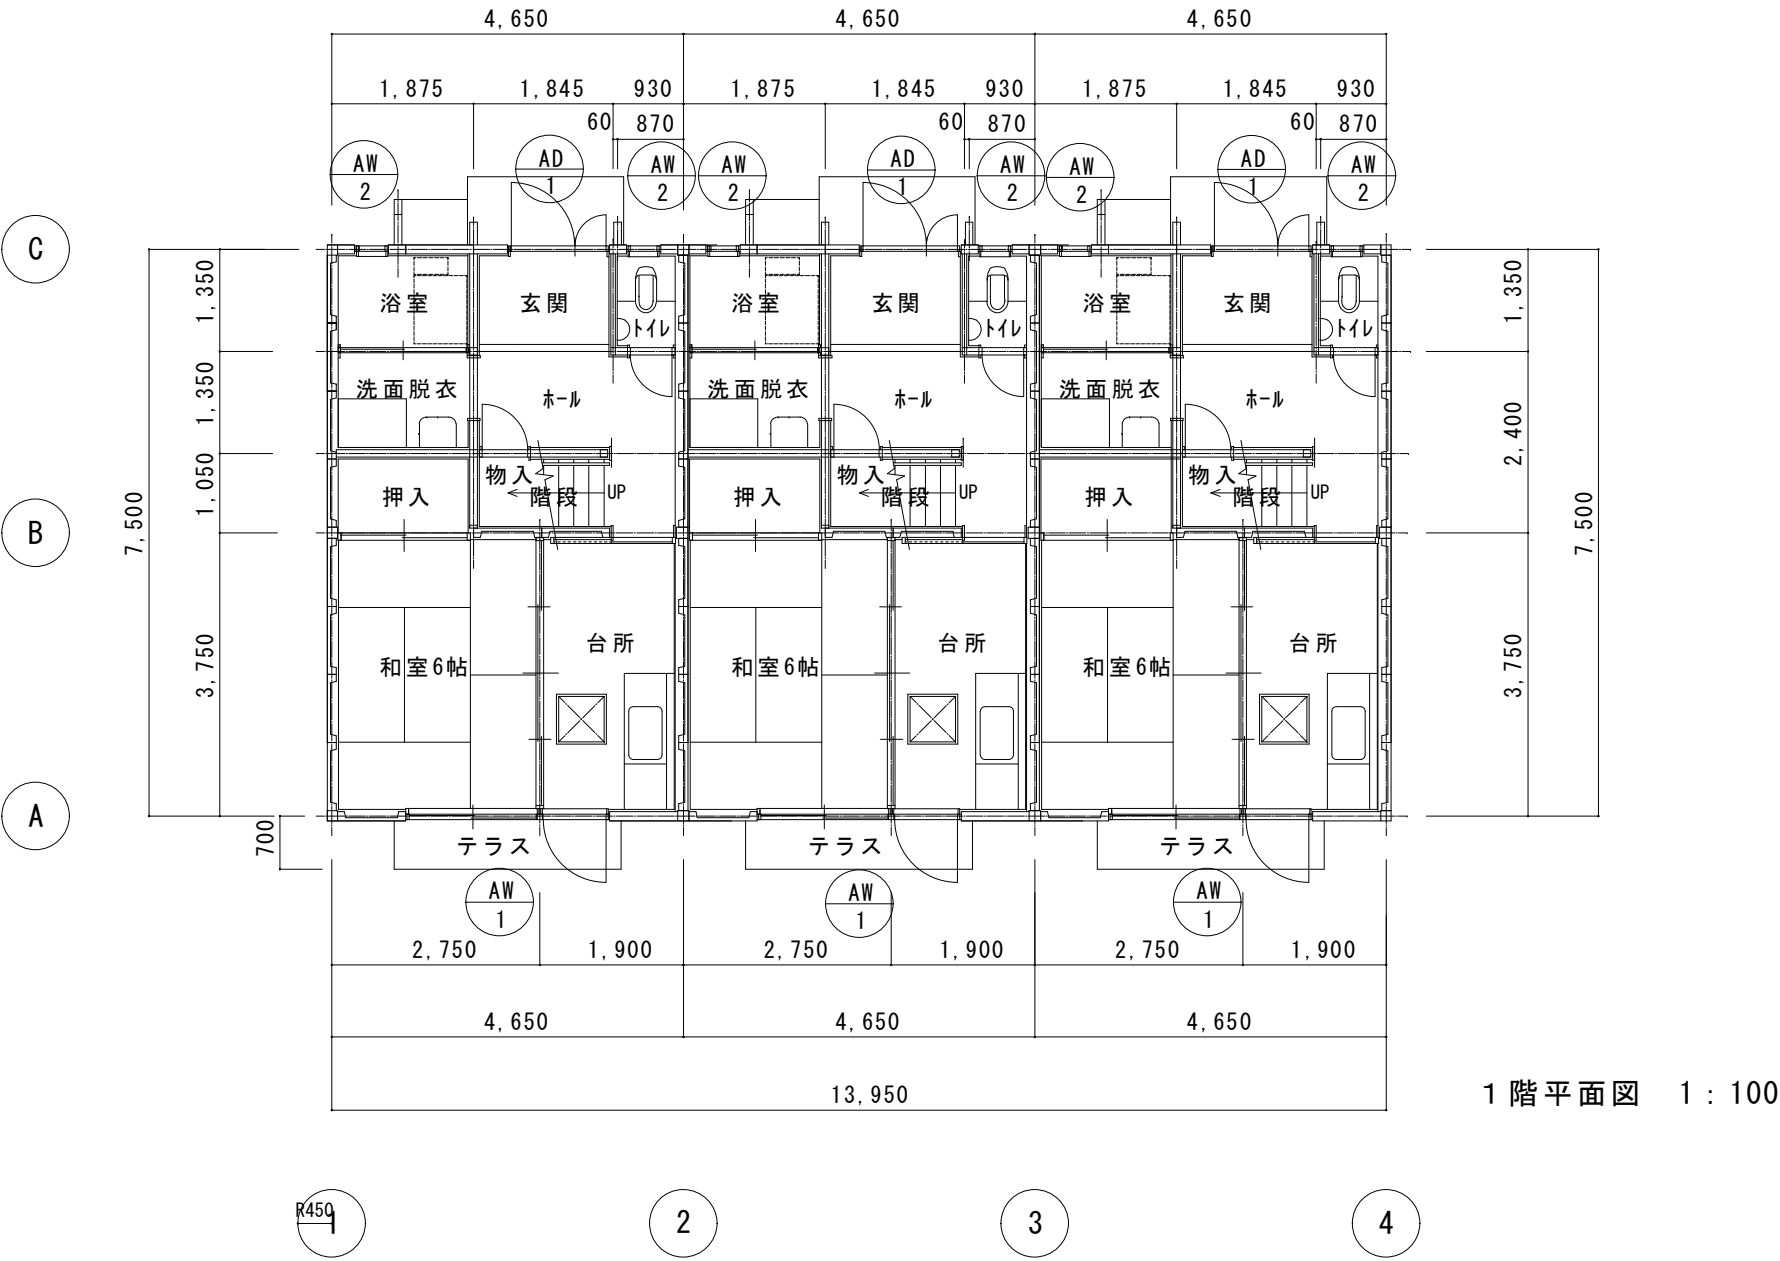 4,650 4,650 4,650
1,875 1,845 930 1,875 1,845 930 1,875 1,845 930
60 870 60 870 60 870
AW 2 AD 1 AW 2 AW 2 AD 1 AW 2 AW 2 AD 1 AW 2
C
1,350 1,350
浴室 玄関 トイレ 浴室 玄関 トイレ 浴室 玄関 トイレ
1,350 2,400
洗面脱衣 ホール 洗面脱衣 ホール 洗面脱衣 ホール
1,050
押入 物入 階段 UP 押入 物入 階段 UP 押入 物入 階段 UP
7,500 7,500
B
3,750 3,750
和室6帖 台所 和室6帖 台所 和室6帖 台所
A
700
テラス テラス テラス
AW 1 AW 1 AW 1
2,750 1,900 2,750 1,900 2,750 1,900
4,650 4,650 4,650
13,950
1階平面図 1:100
R450
1 2 3 4